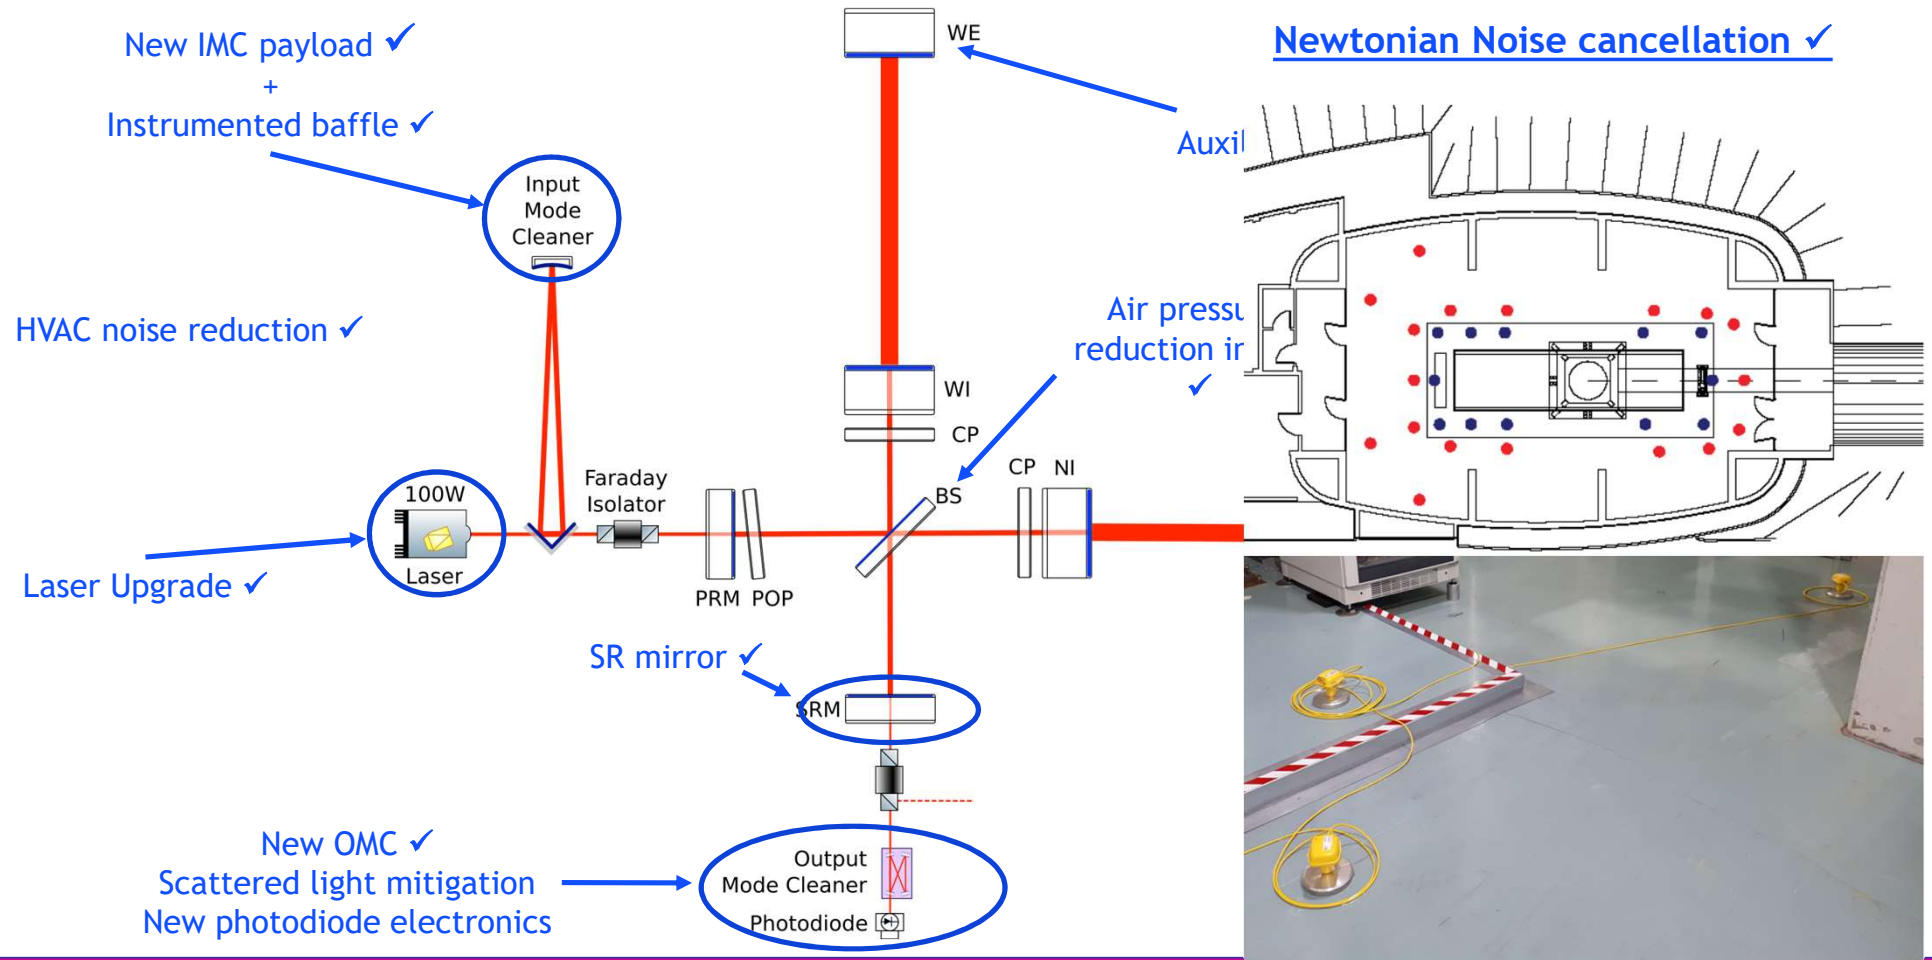 New IMC payload ✓
+
Instrumented baffle ✓
WE
Newtonian Noise cancellation ✓
Input
Mode
Cleaner
HVAC noise reduction ✓
Air
reduction
✓
WI
CP
CP NI
BS
Faraday
Isolator
100W
Laser
Laser Upgrade ✓
PRM POP
SR mirror ✓
SRM
New OMC ✓
Scattered light mitigation
New photodiode electronics
Output
Mode Cleaner
Photodiode